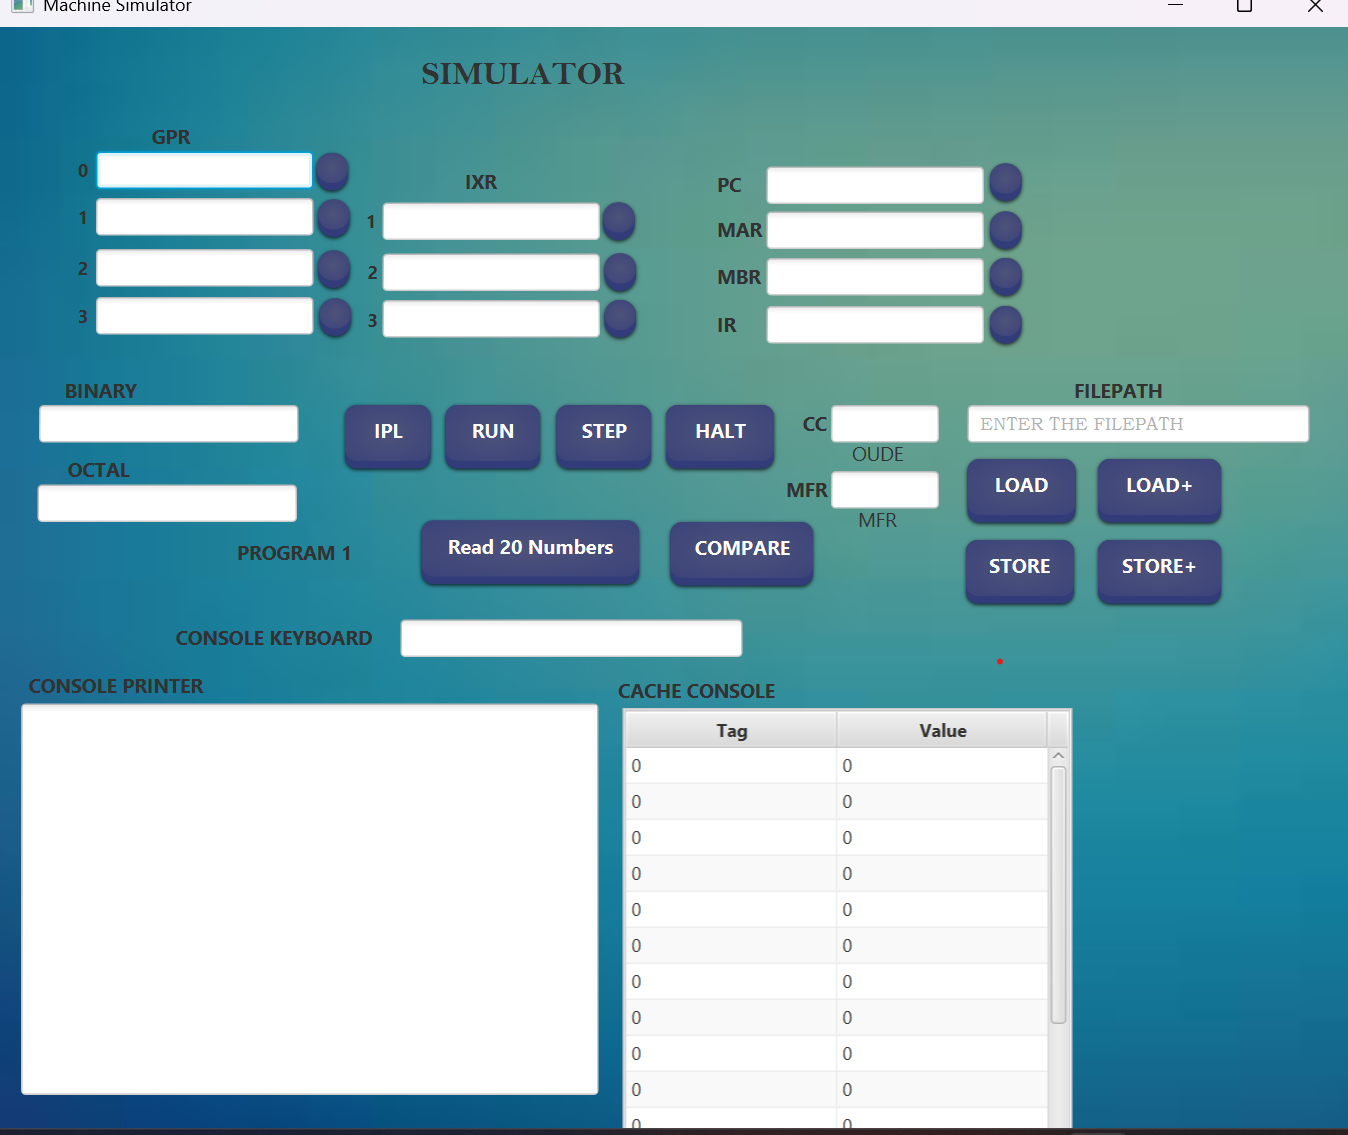 Machine Simulator
SIMULATOR
GPR
0
1
2
3
IXR
1
2
3
PC
MAR
MBR
IR
BINARY
OCTAL
IPL RUN STEP HALT
CC
OUDE
MFR
MFR
FILEPATH
ENTER THE FILEPATH
LOAD LOAD+
STORE STORE+
PROGRAM 1 Read 20 Numbers COMPARE
CONSOLE KEYBOARD
CONSOLE PRINTER
CACHE CONSOLE
Tag Value
0 0
0 0
0 0
0 0
0 0
0 0
0 0
0 0
0 0
0 0
0 0